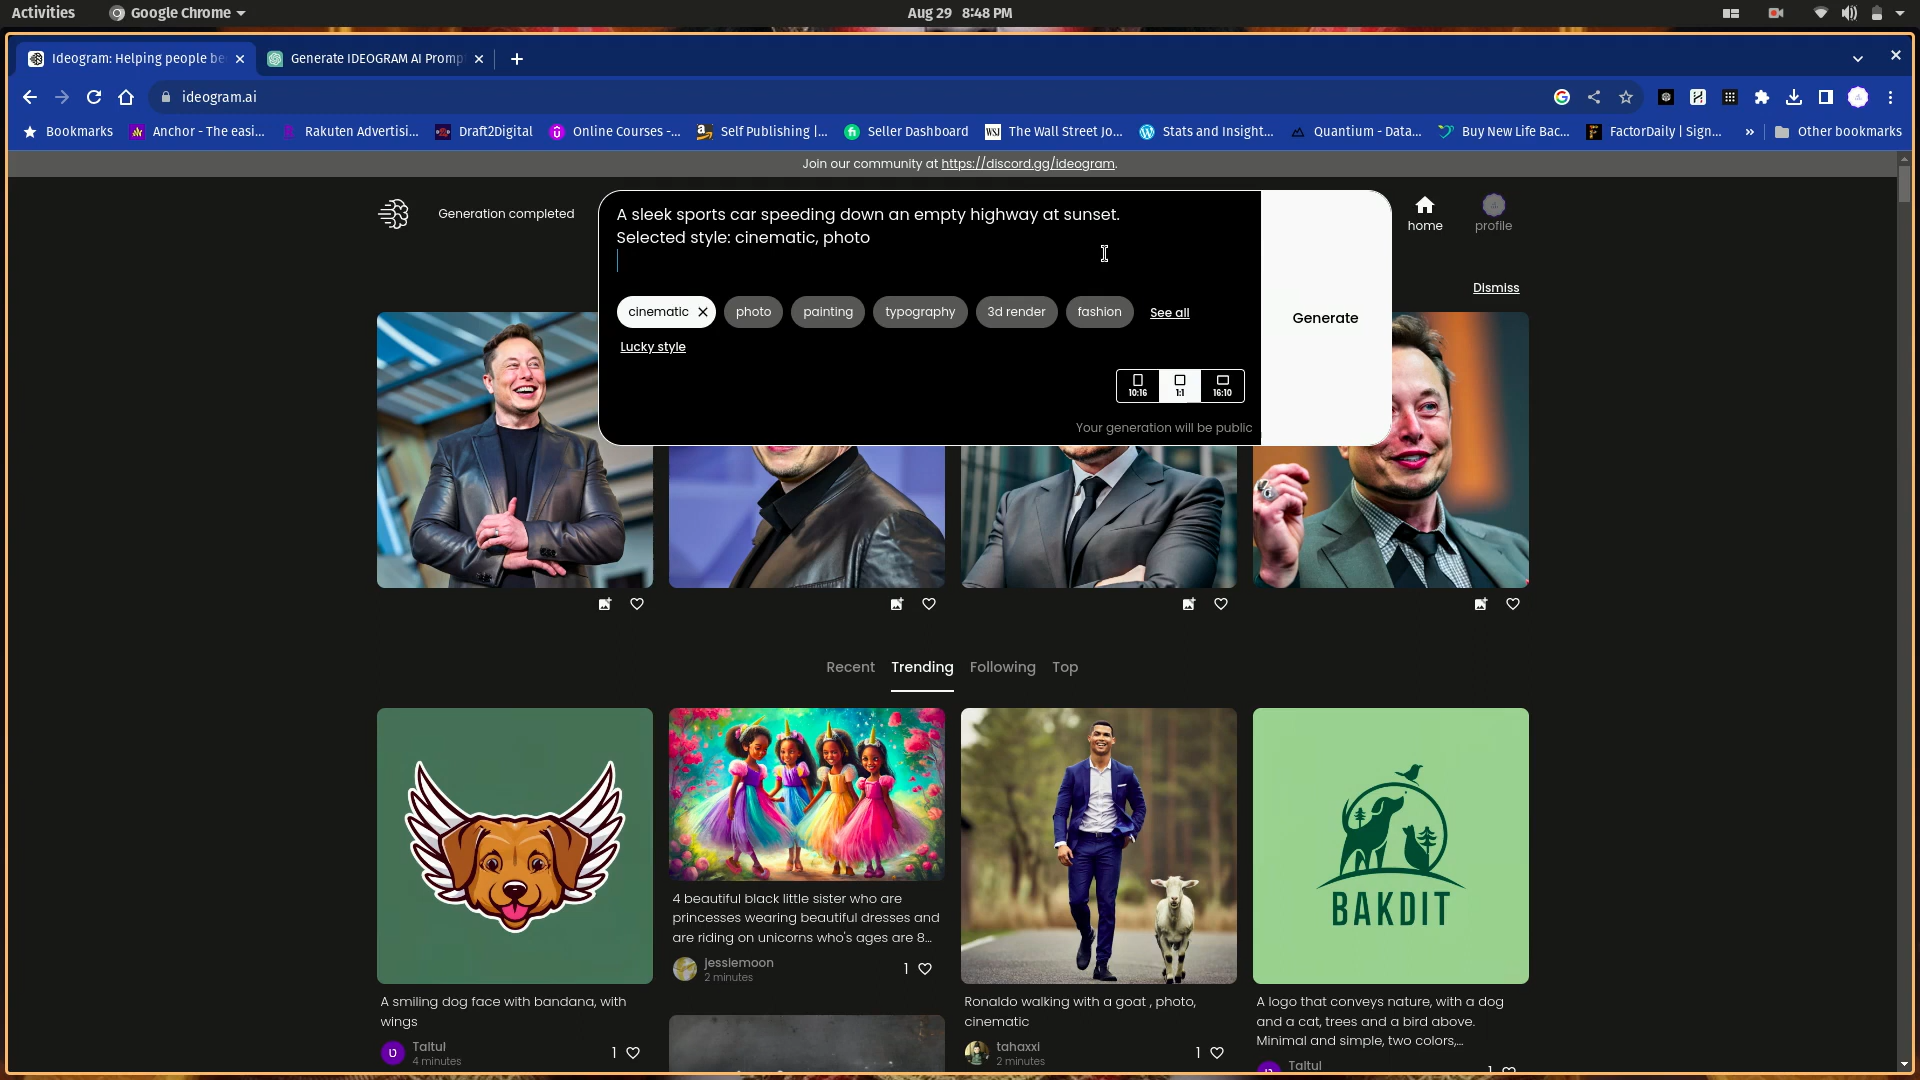 Activities
Google Chrome
Aug 29 8:48 PM
Ideogram: Helping people be
Generate IDEOGRAM AI Promp
ideogram.ai
Bookmarks
Anchor - The easi...
Rakuten Advertisi...
Draft2Digital
Online Courses -...
Self Publishing |...
Seller Dashboard
WSJ
The Wall Street Jo...
Stats and Insight...
Quantium - Data...
Buy New Life Bac...
FactorDaily | Sign...
»
Other bookmarks
Join our community at https://discord.gg/ideogram.
Generation completed
A sleek sports car speeding down an empty highway at sunset.
Selected style: cinematic, photo
home
profile
Dismiss
cinematic
photo
painting
typography
3d render
fashion
See all
Lucky style
Generate
10:16
1:1
16:10
Your generation will be public
Recent
Trending
Following
Top
BAKDIT
4 beautiful black little sister who are
princesses wearing beautiful dresses and
are riding on unicorns who's ages are 8...
jesslemoon
2 minutes
1
A smiling dog face with bandana, with
wings
Taltul
4 minutes
1
Ronaldo walking with a goat , photo,
cinematic
tahaxxi
2 minutes
1
A logo that conveys nature, with a dog
and a cat, trees and a bird above.
Minimal and simple, two colors,...
Taltul